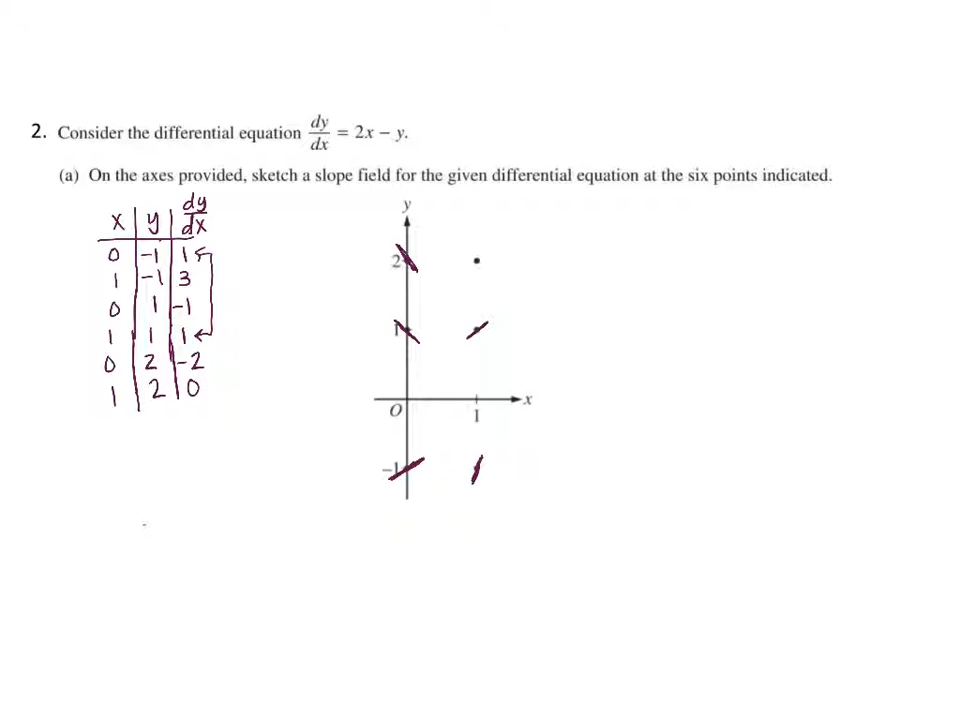 2. Consider the differential equation dy/dx = 2x − y.
(a) On the axes provided, sketch a slope field for the given differential equation at the six points indicated.
x | y | dy/dx
0 | -1 | 1
1 | -1 | 3
0 | 1 | -1
1 | 1 | 1
0 | 2 | -2
1 | 2 | 0
y
2
1
O
1
x
−1